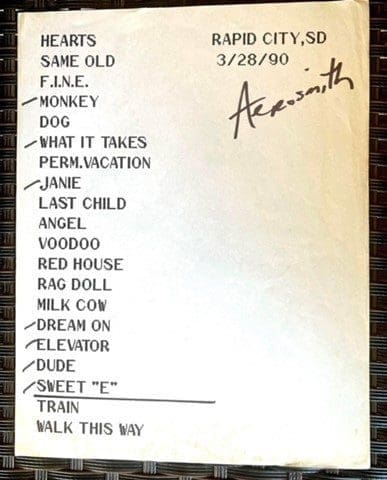 HEARTS
RAPID CITY,SD
SAME OLD
3/28/90
F.I.N.E.
Aerosmith
MONKEY
DOG
WHAT IT TAKES
PERM.VACATION
JANIE
LAST CHILD
ANGEL
VOODOO
RED HOUSE
RAG DOLL
MILK COW
DREAM ON
ELEVATOR
DUDE
SWEET "E"
TRAIN
WALK THIS WAY